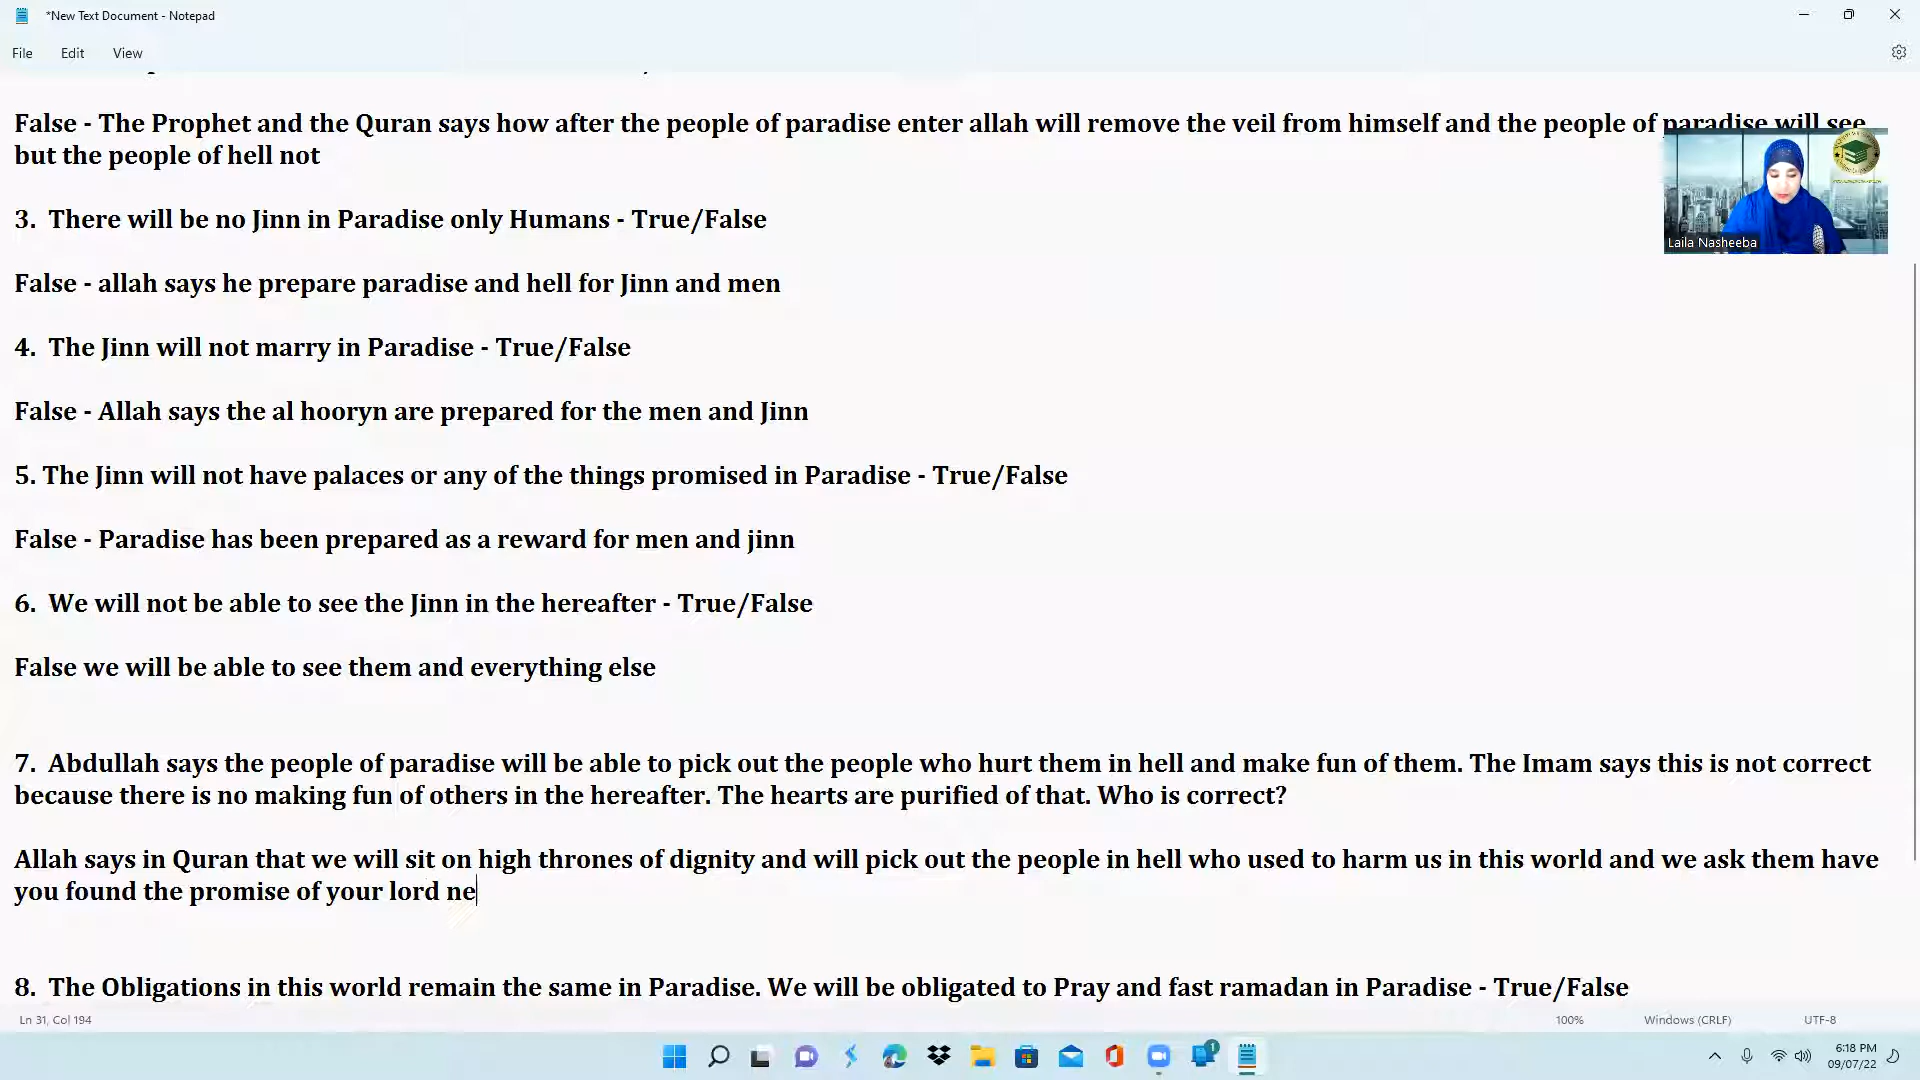 *New Text Document - Notepad
File Edit View
False - The Prophet and the Quran says how after the people of paradise enter allah will remove the veil from himself and the people of paradise will see
but the people of hell not
3. There will be no Jinn in Paradise only Humans - True/False
Laila Nasheeba
False - allah says he prepare paradise and hell for Jinn and men
4. The Jinn will not marry in Paradise - True/False
False - Allah says the al hooryn are prepared for the men and Jinn
5. The Jinn will not have palaces or any of the things promised in Paradise - True/False
False - Paradise has been prepared as a reward for men and jinn
6. We will not be able to see the Jinn in the hereafter - True/False
False we will be able to see them and everything else
7. Abdullah says the people of paradise will be able to pick out the people who hurt them in hell and make fun of them. The Imam says this is not correct
because there is no making fun of others in the hereafter. The hearts are purified of that. Who is correct?
Allah says in Quran that we will sit on high thrones of dignity and will pick out the people in hell who used to harm us in this world and we ask them have
you found the promise of your lord ne
8. The Obligations in this world remain the same in Paradise. We will be obligated to Pray and fast ramadan in Paradise - True/False
Ln 31, Col 194 100% Windows (CRLF) UTF-8
1
6:18 PM
09/07/22